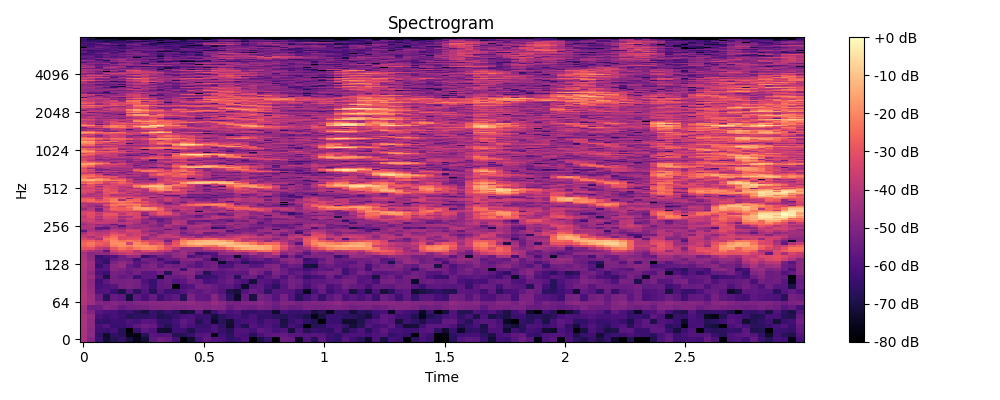 Spectrogram
4096
2048
1024
512
256
128
64
0
Hz
0
0.5
1
1.5
2
2.5
Time
+0 dB
-10 dB
-20 dB
-30 dB
-40 dB
-50 dB
-60 dB
-70 dB
-80 dB